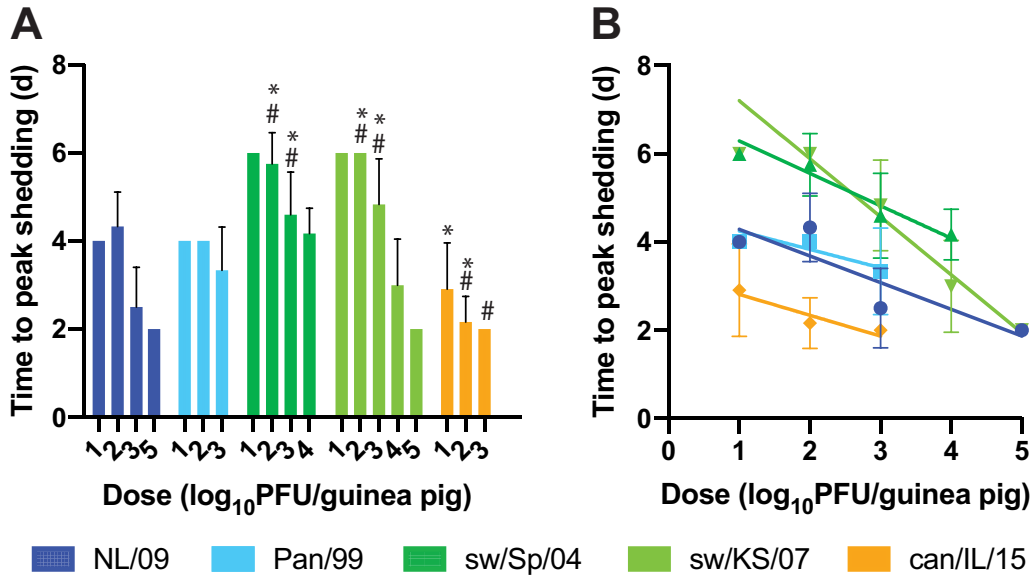 A
Time to peak shedding (d)
8
6
4
2
0
* # * # * # * # * * # #
1 2 3 5 1 2 3 1 2 3 4 1 2 3 4 5 1 2 3
Dose (log10PFU/guinea pig)
B
Time to peak shedding (d)
8
6
4
2
0
0 1 2 3 4 5
Dose (log10PFU/guinea pig)
NL/09 Pan/99 sw/Sp/04 sw/KS/07 can/IL/15